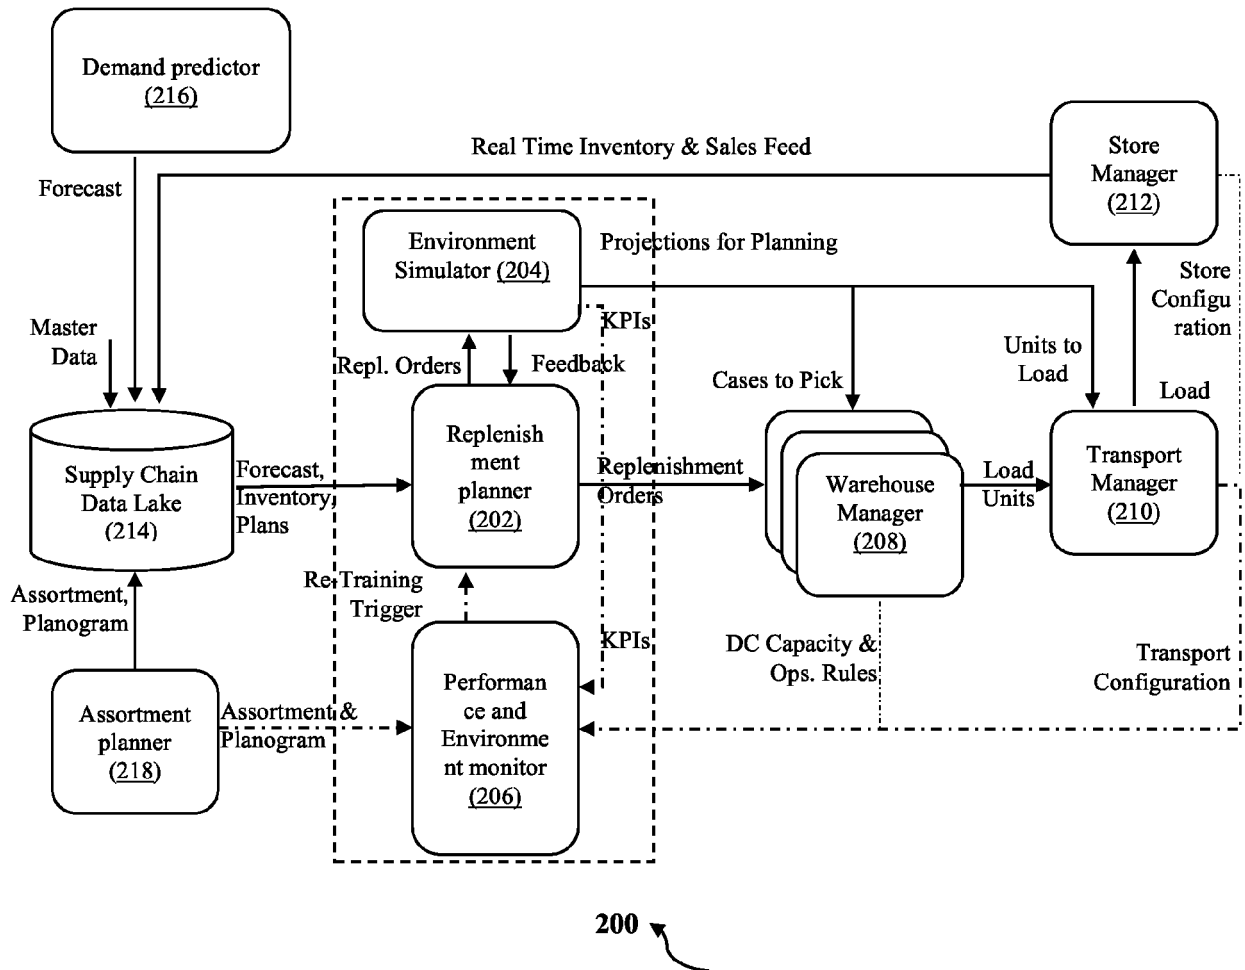 Demand predictor
(216)
Real Time Inventory & Sales Feed
Store
Manager
(212)
Forecast
Environment
Simulator (204)
Projections for Planning
Store
Configu
ration
Master
Data
KPIs
Repl. Orders
Feedback
Units to
Load
Cases to Pick
Load
Supply Chain
Data Lake
(214)
Forecast,
Inventory,
Plans
Replenish
ment
planner
(202)
Replenishment
Orders
Warehouse
Manager
(208)
Load
Units
Transport
Manager
(210)
Re-Training
Trigger
Assortment,
Planogram
KPIs
DC Capacity &
Ops. Rules
Transport
Configuration
Assortment
planner
(218)
Assortment &
Planogram
Performan
ce and
Environme
nt monitor
(206)
200